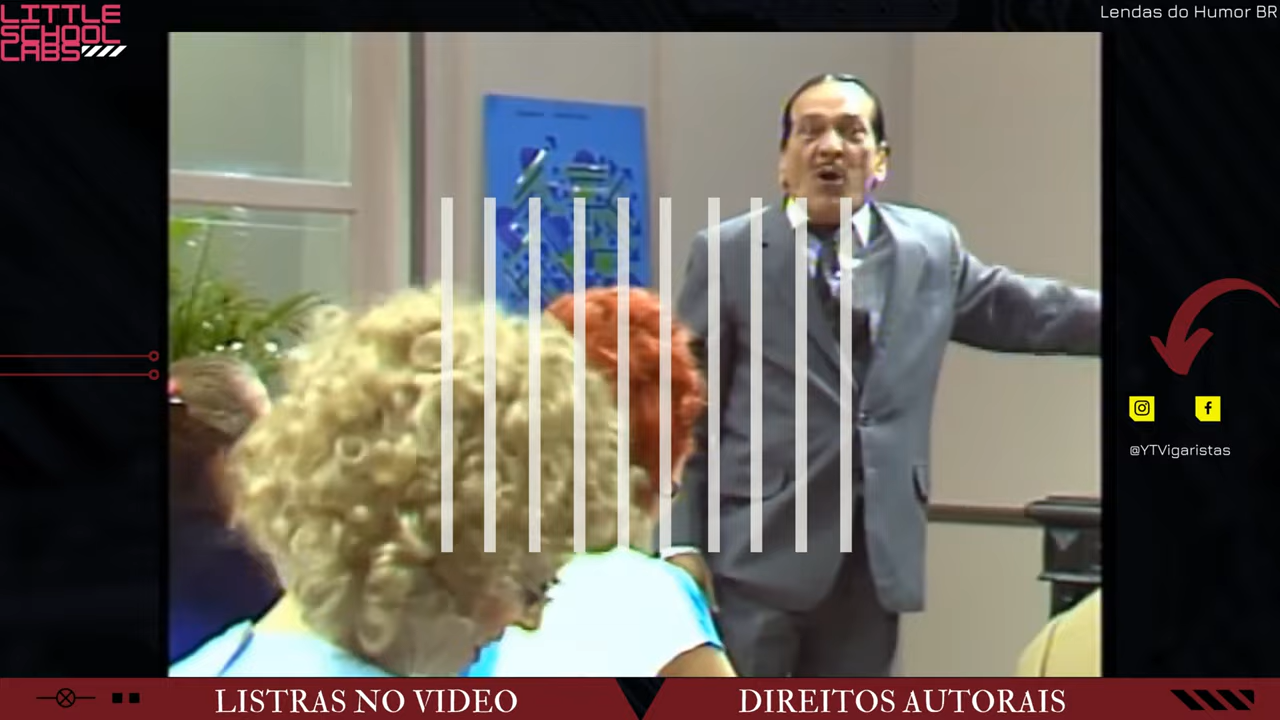 LITTLE
SCHOOL
LABS
Lendas do Humor BR
@YTVigaristas
LISTRAS NO VIDEO
DIREITOS AUTORAIS